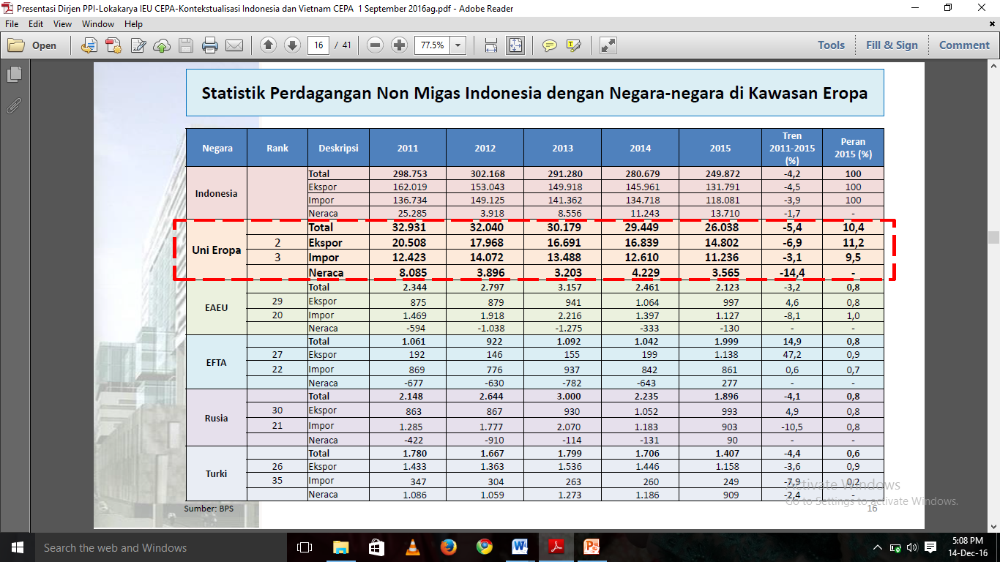 Presentasi Dirjen PPI-Lokakarya IEU CEPA-Kontekstualisasi Indonesia dan Vietnam CEPA 1 September 2016ag.pdf - Adobe Reader
File Edit View Window Help
Open 16 / 41 77.5% Tools Fill & Sign Comment
Statistik Perdagangan Non Migas Indonesia dengan Negara-negara di Kawasan Eropa
Negara Rank Deskripsi 2011 2012 2013 2014 2015 Tren 2011-2015 (%) Peran 2015 (%)
Indonesia
Total 298.753 302.168 291.280 280.679 249.872 -4,2 100
Ekspor 162.019 153.043 149.918 145.961 131.791 -4,5 100
Impor 136.734 149.125 141.362 134.718 118.081 -3,9 100
Neraca 25.285 3.918 8.556 11.243 13.710 -1,7 -
Uni Eropa
Total 32.931 32.040 30.179 29.449 26.038 -5,4 10,4
2 Ekspor 20.508 17.968 16.691 16.839 14.802 -6,9 11,2
3 Impor 12.423 14.072 13.488 12.610 11.236 -3,1 9,5
Neraca 8.085 3.896 3.203 4.229 3.565 -14,4 -
EAEU
Total 2.344 2.797 3.157 2.461 2.123 -3,2 0,8
29 Ekspor 875 879 941 1.064 997 4,6 0,8
20 Impor 1.469 1.918 2.216 1.397 1.127 -8,1 1,0
Neraca -594 -1.038 -1.275 -333 -130 - -
EFTA
Total 1.061 922 1.092 1.042 1.999 14,9 0,8
27 Ekspor 192 146 155 199 1.138 47,2 0,9
22 Impor 869 776 937 842 861 0,6 0,7
Neraca -677 -630 -782 -643 277 - -
Rusia
Total 2.148 2.644 3.000 2.235 1.896 -4,1 0,8
30 Ekspor 863 867 930 1.052 993 4,9 0,8
21 Impor 1.285 1.777 2.070 1.183 903 -10,5 0,8
Neraca -422 -910 -114 -131 90 - -
Turki
Total 1.780 1.667 1.799 1.706 1.407 -4,4 0,6
26 Ekspor 1.433 1.363 1.536 1.446 1.158 -3,6 0,9
35 Impor 347 304 263 260 249 -7,9 0,2
Neraca 1.086 1.059 1.273 1.186 909 -2,4 -
Activate Windows
Go to Settings to activate Windows.
Sumber: BPS 16
Search the web and Windows
5:08 PM
14-Dec-16